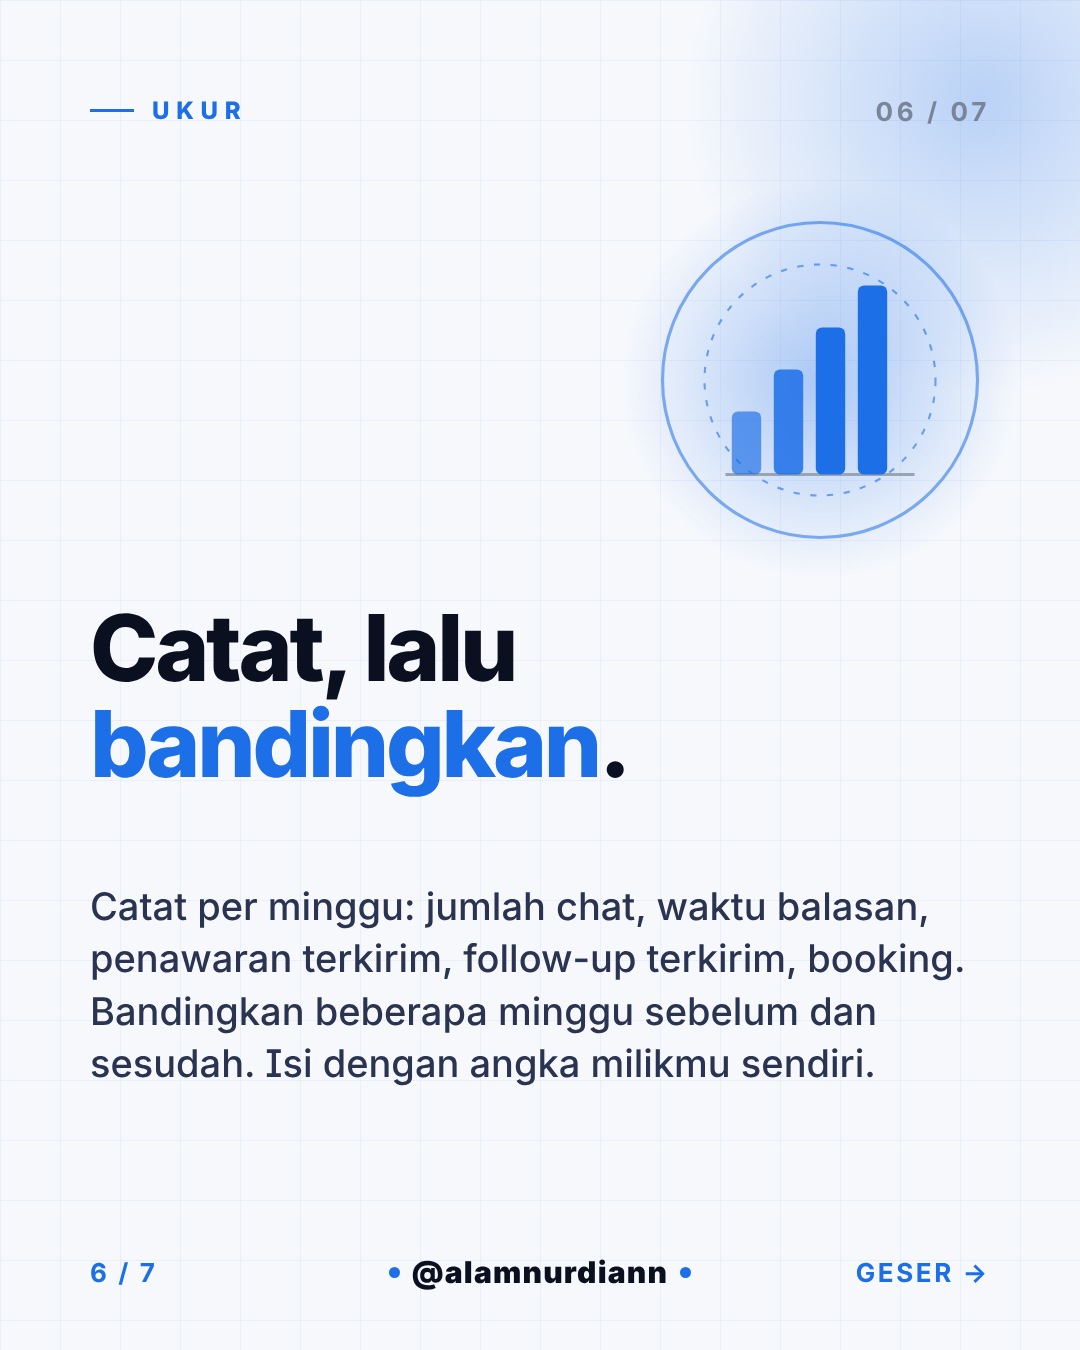 UKUR
06 / 07
Catat, lalu
bandingkan.
Catat per minggu: jumlah chat, waktu balasan,
penawaran terkirim, follow-up terkirim, booking.
Bandingkan beberapa minggu sebelum dan
sesudah. Isi dengan angka milikmu sendiri.
6 / 7
• @alamnurdiann •
GESER →